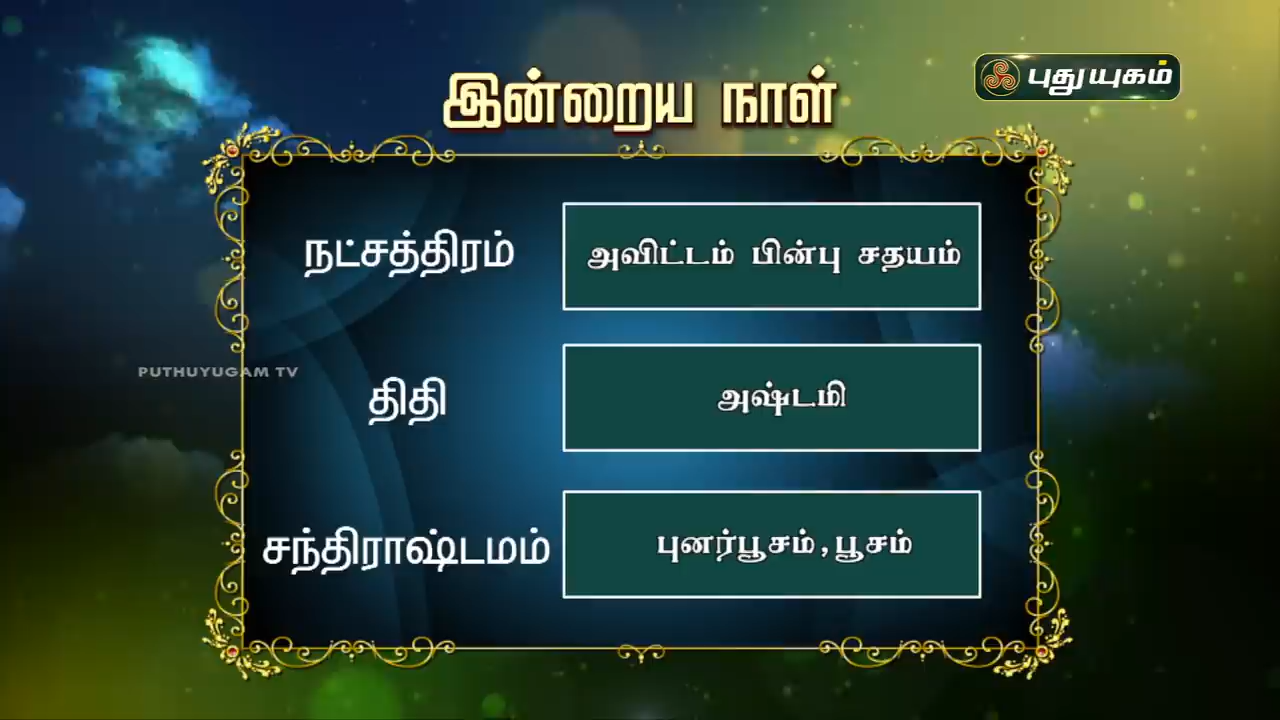 புதுயுகம்
இன்றைய நாள்
நட்சத்திரம்
அவிட்டம் பின்பு சதயம்
PUTHUYUGAM TV
திதி
அஷ்டமி
சந்திராஷ்டமம்
புனர்பூசம்,பூசம்